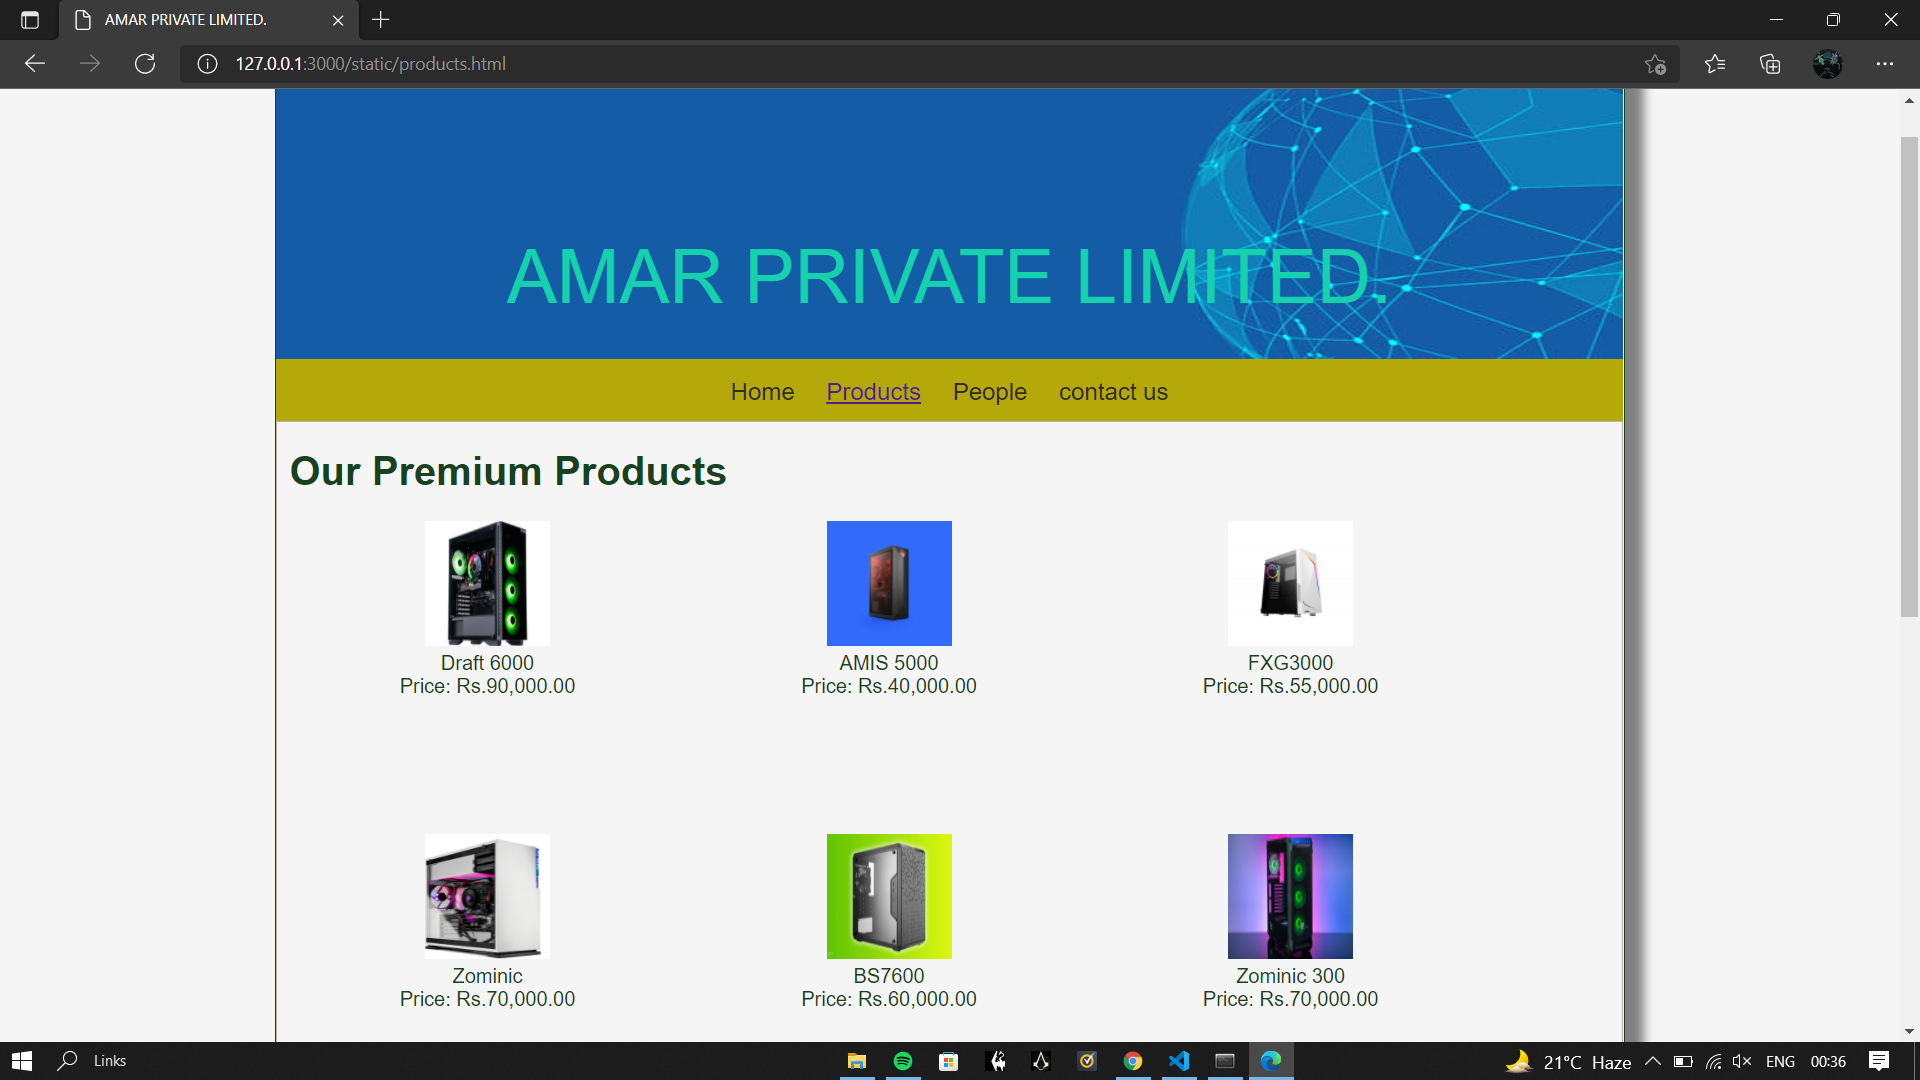 AMAR PRIVATE LIMITED.
127.0.0.1:3000/static/products.html
AMAR PRIVATE LIMITED.
Home Products People contact us
Our Premium Products
Draft 6000 AMIS 5000 FXG3000
Price: Rs.90,000.00 Price: Rs.40,000.00 Price: Rs.55,000.00
Zominic BS7600 Zominic 300
Price: Rs.70,000.00 Price: Rs.60,000.00 Price: Rs.70,000.00
Links 21°C Haze ENG 00:36